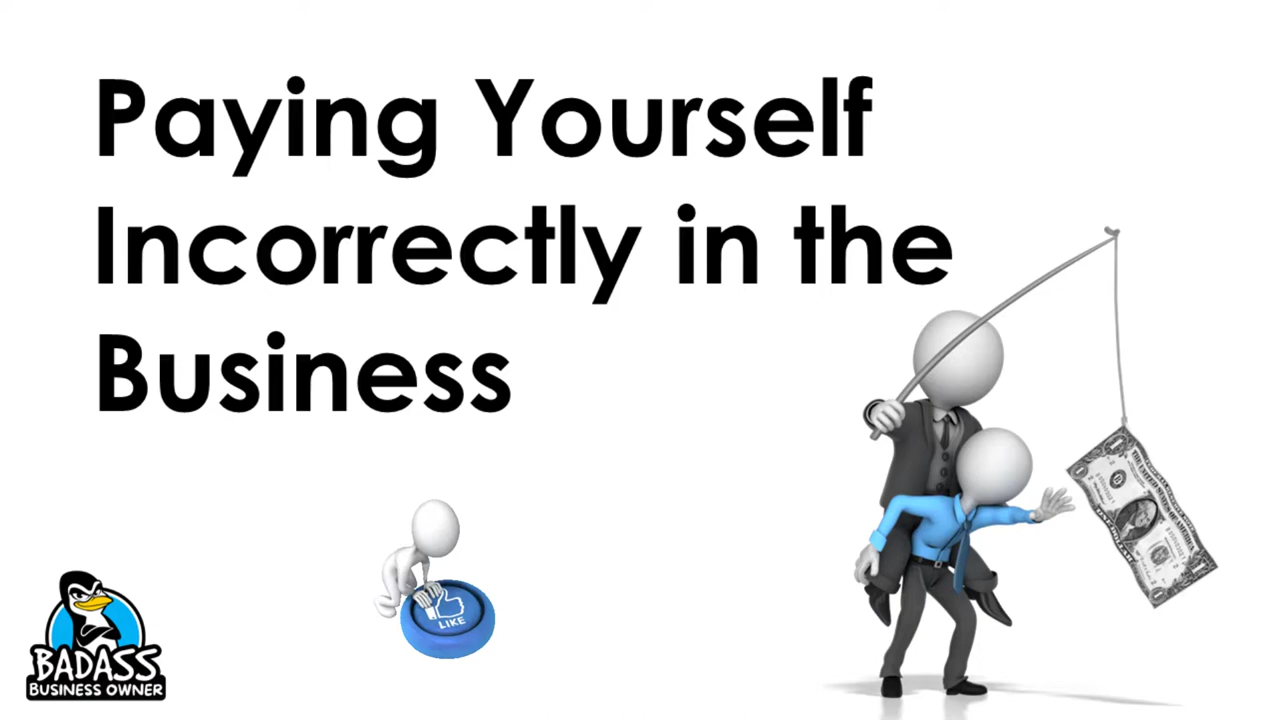 Paying Yourself
Incorrectly in the
Business
LIKE
BADASS
BUSINESS OWNER